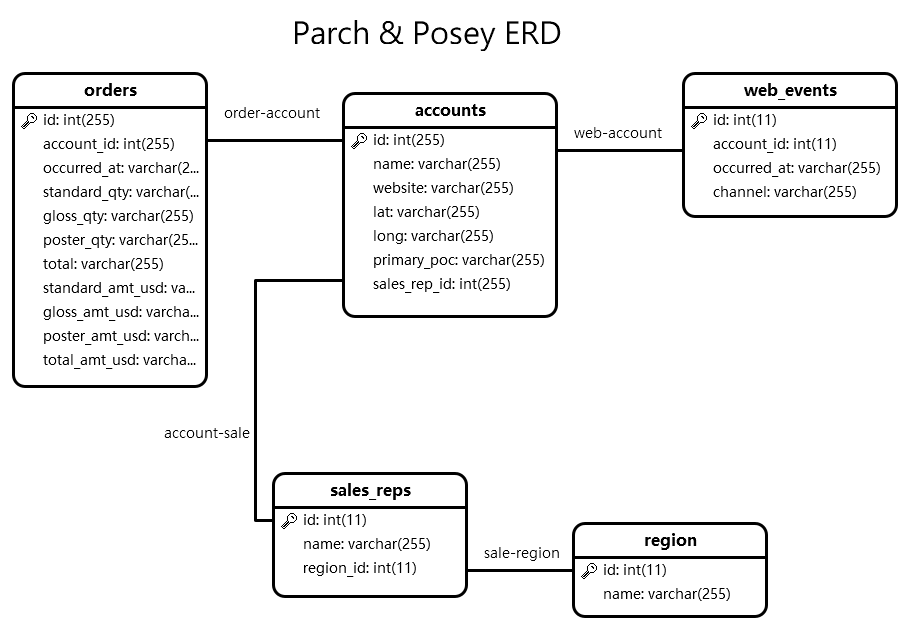 Parch & Posey ERD
orders
id: int(255)
account_id: int(255)
occurred_at: varchar(2...
standard_qty: varchar(...
gloss_qty: varchar(255)
poster_qty: varchar(25...
total: varchar(255)
standard_amt_usd: va...
gloss_amt_usd: varcha...
poster_amt_usd: varch...
total_amt_usd: varcha...
order-account
accounts
id: int(255)
name: varchar(255)
website: varchar(255)
lat: varchar(255)
long: varchar(255)
primary_poc: varchar(255)
sales_rep_id: int(255)
web-account
web_events
id: int(11)
account_id: int(11)
occurred_at: varchar(255)
channel: varchar(255)
account-sale
sales_reps
id: int(11)
name: varchar(255)
region_id: int(11)
sale-region
region
id: int(11)
name: varchar(255)